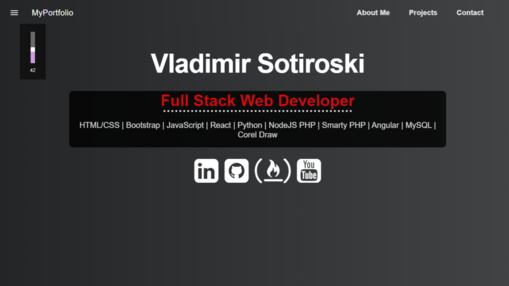 MyPortfolio
About Me
Projects
Contact
42
Vladimir Sotiroski
Full Stack Web Developer
HTML/CSS | Bootstrap | JavaScript | React | Python | NodeJS PHP | Smarty PHP | Angular | MySQL |
Corel Draw
in
You
Tube